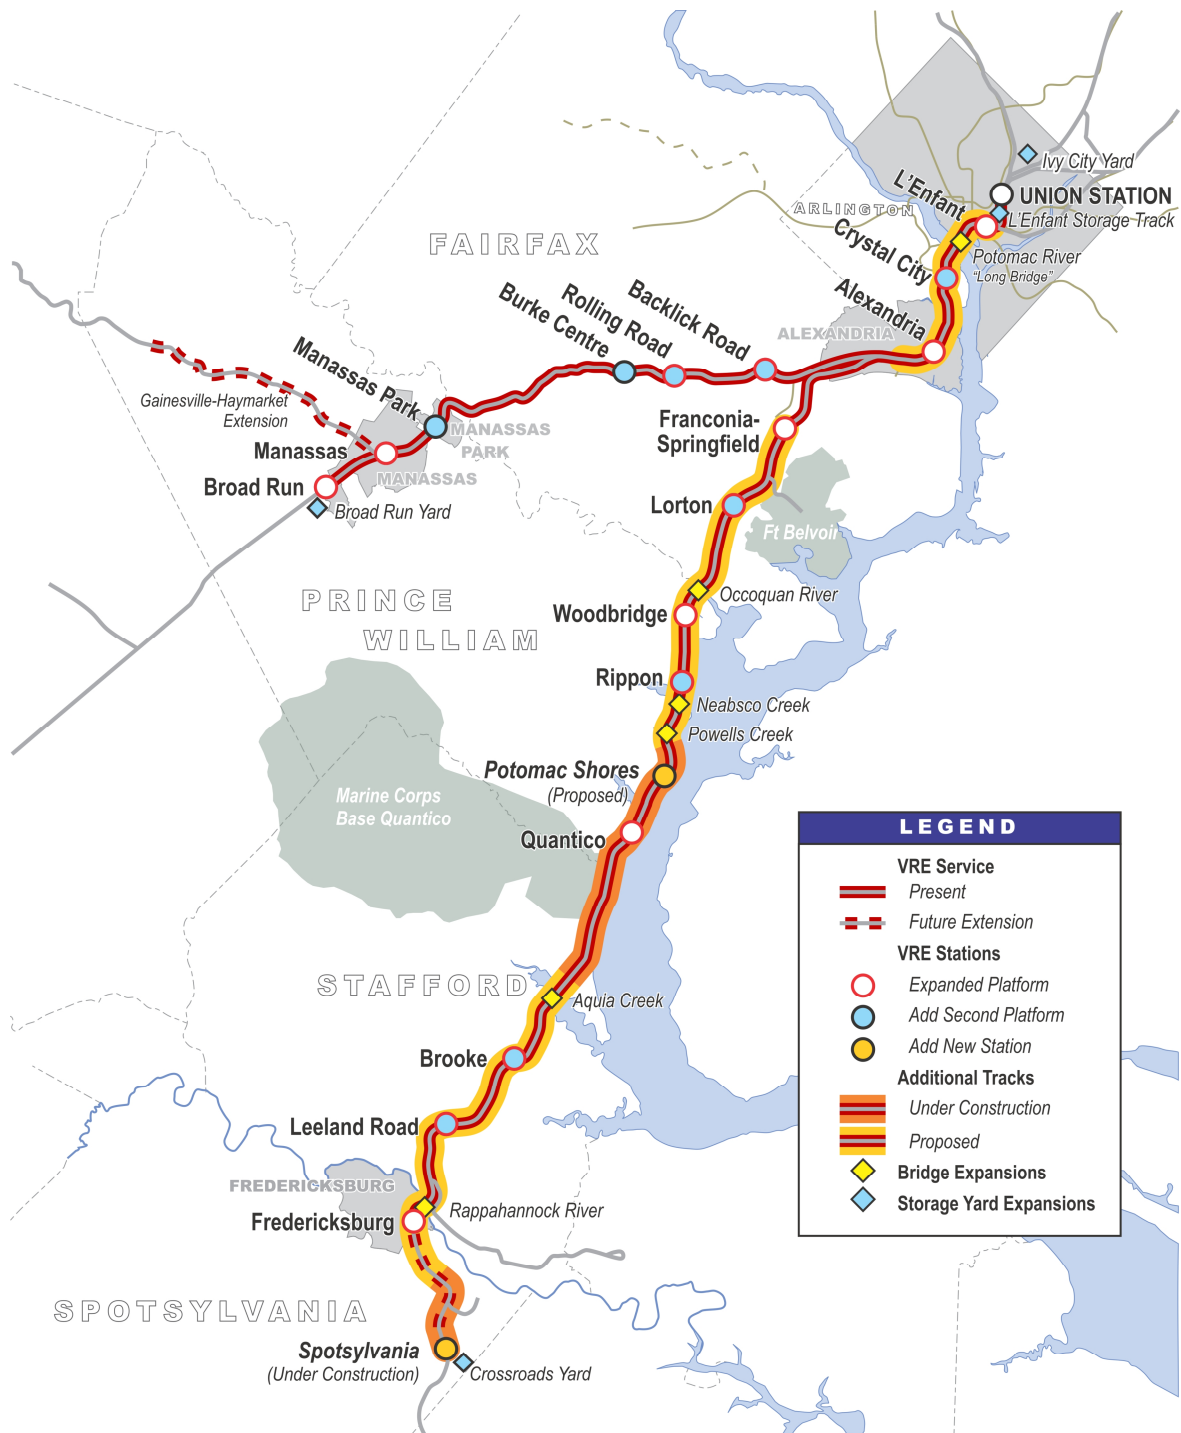 Ivy City Yard
UNION STATION
L'Enfant
L'Enfant Storage Track
ARLINGTON
Crystal City
Potomac River
"Long Bridge"
FAIRFAX
Alexandria
ALEXANDRIA
Backlick Road
Rolling Road
Burke Centre
Manassas Park
Gainesville-Haymarket
Extension
MANASSAS
PARK
Manassas
MANASSAS
Broad Run
Broad Run Yard
Franconia-
Springfield
Lorton
Ft Belvoir
Occoquan River
PRINCE
WILLIAM
Woodbridge
Rippon
Neabsco Creek
Powells Creek
Potomac Shores
(Proposed)
Marine Corps
Base Quantico
Quantico
STAFFORD
Aquia Creek
Brooke
Leeland Road
FREDERICKSBURG
Rappahannock River
Fredericksburg
SPOTSYLVANIA
Spotsylvania
(Under Construction)
Crossroads Yard
LEGEND
VRE Service
Present
Future Extension
VRE Stations
Expanded Platform
Add Second Platform
Add New Station
Additional Tracks
Under Construction
Proposed
Bridge Expansions
Storage Yard Expansions